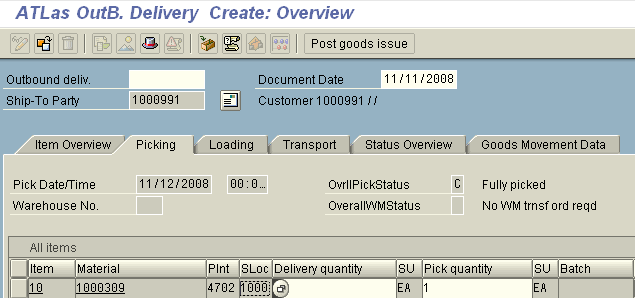 ATLas OutB. Delivery Create: Overview
Post goods issue
Outbound deliv. Document Date 11/11/2008
Ship-To Party 1000991 Customer 1000991 / /
Item Overview Picking Loading Transport Status Overview Goods Movement Data
Pick Date/Time 11/12/2008 00:0… OvrllPickStatus C Fully picked
Warehouse No. OverallWMStatus No WM trnsf ord reqd
All items
Item Material Plnt SLoc Delivery quantity SU Pick quantity SU Batch
10 1000309 4702 1000 EA 1 EA